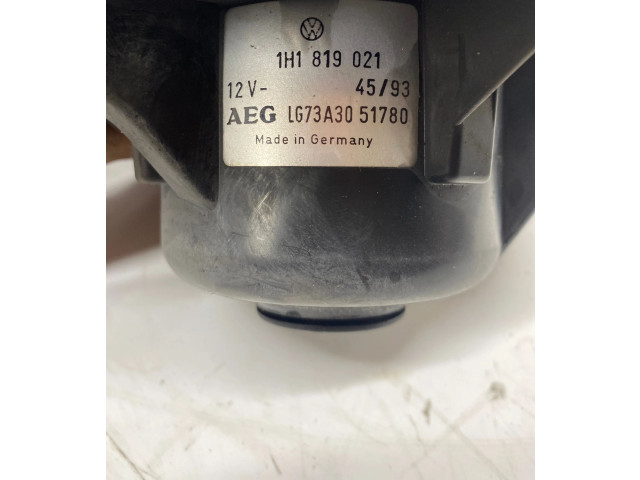 1H1 819 021
12V- 45/93
AEG LG73A30 51780
Made in Germany